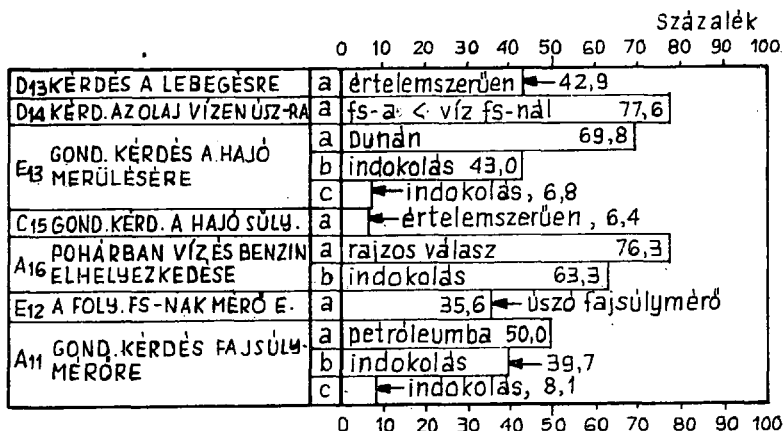 Százalék
0 10 20 30 40 50 60 70 80 90 100
D13 KÉRDÉS A LEBEGÉSRE a értelemszerűen 42,9
D14 KÉRD. AZ OLAJ VÍZEN ÚSZ-RA a fs-a < víz fs-nál 77,6
E13 GOND. KÉRDÉS A HAJÓ MERÜLÉSÉRE
a Dunán 69,8
b indokolás 43,0
c indokolás, 6,8
C15 GOND. KÉRD. A HAJÓ SÚLY. a értelemszerűen, 6,4
A16 POHÁRBAN VÍZ ÉS BENZIN ELHELYEZKEDÉSE
a rajzos válasz 76,3
b indokolás 63,3
E12 A FOLY. FS-NAK MÉRŐ E. a 35,6 úszó fajsúlymérő
A11 GOND. KÉRDÉS FAJSÚLY-MÉRŐRE
a petróleumba 50,0
b indokolás 39,7
c indokolás, 8,1
0 10 20 30 40 50 60 70 80 90 100